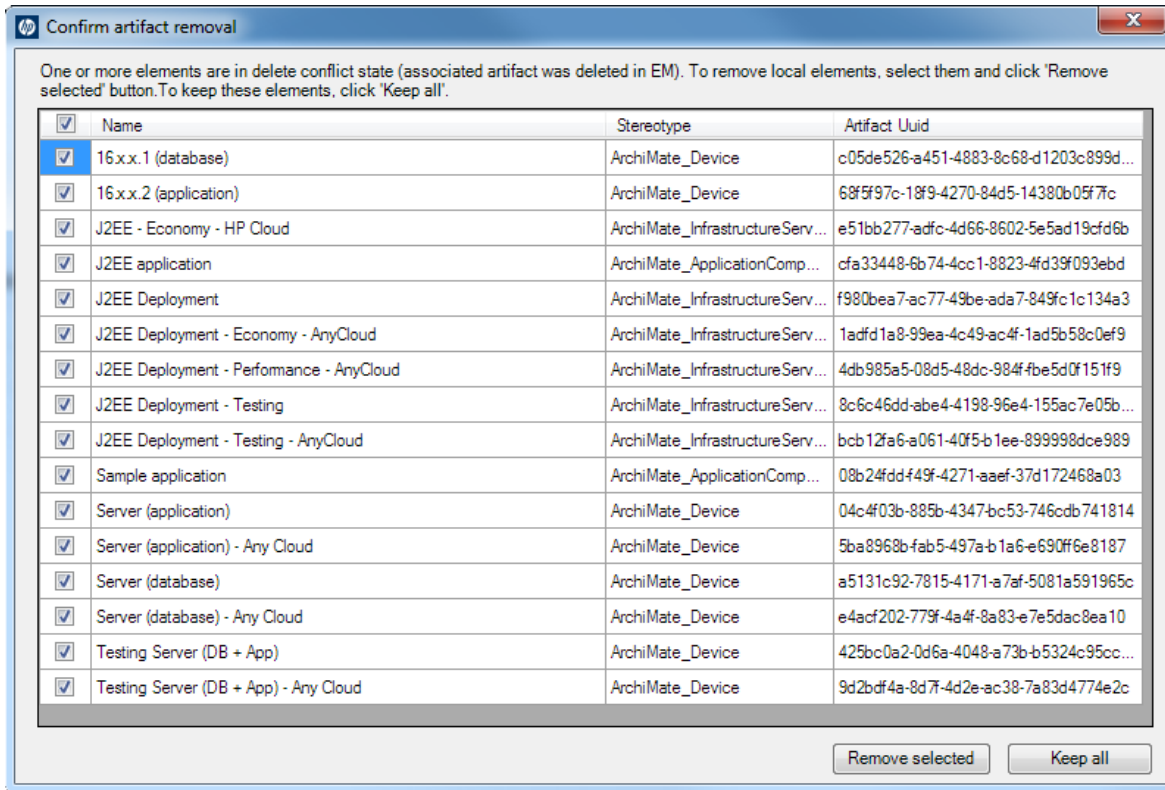 hp Confirm artifact removal
One or more elements are in delete conflict state (associated artifact was deleted in EM). To remove local elements, select them and click 'Remove
selected' button.To keep these elements, click 'Keep all'.
Name Stereotype Artifact Uuid
16.x.x.1 (database) ArchiMate_Device c05de526-a451-4883-8c68-d1203c899d...
16.x.x.2 (application) ArchiMate_Device 68f5f97c-18f9-4270-84d5-14380b05f7fc
J2EE - Economy - HP Cloud ArchiMate_InfrastructureServ... e51bb277-adfc-4d66-8602-5e5ad19cfd6b
J2EE application ArchiMate_ApplicationComp... cfa33448-6b74-4cc1-8823-4fd39f093ebd
J2EE Deployment ArchiMate_InfrastructureServ... f980bea7-ac77-49be-ada7-849fc1c134a3
J2EE Deployment - Economy - AnyCloud ArchiMate_InfrastructureServ... 1adfd1a8-99ea-4c49-ac4f-1ad5b58c0ef9
J2EE Deployment - Performance - AnyCloud ArchiMate_InfrastructureServ... 4db985a5-08d5-48dc-984f-fbe5d0f151f9
J2EE Deployment - Testing ArchiMate_InfrastructureServ... 8c6c46dd-abe4-4198-96e4-155ac7e05b...
J2EE Deployment - Testing - AnyCloud ArchiMate_InfrastructureServ... bcb12fa6-a061-40f5-b1ee-899998dce989
Sample application ArchiMate_ApplicationComp... 08b24fdd-f49f-4271-aaef-37d172468a03
Server (application) ArchiMate_Device 04c4f03b-885b-4347-bc53-746cdb741814
Server (application) - Any Cloud ArchiMate_Device 5ba8968b-fab5-497a-b1a6-e690ff6e8187
Server (database) ArchiMate_Device a5131c92-7815-4171-a7af-5081a591965c
Server (database) - Any Cloud ArchiMate_Device e4acf202-779f-4a4f-8a83-e7e5dac8ea10
Testing Server (DB + App) ArchiMate_Device 425bc0a2-0d6a-4048-a73b-b5324c95cc...
Testing Server (DB + App) - Any Cloud ArchiMate_Device 9d2bdf4a-8d7f-4d2e-ac38-7a83d4774e2c
Remove selected Keep all